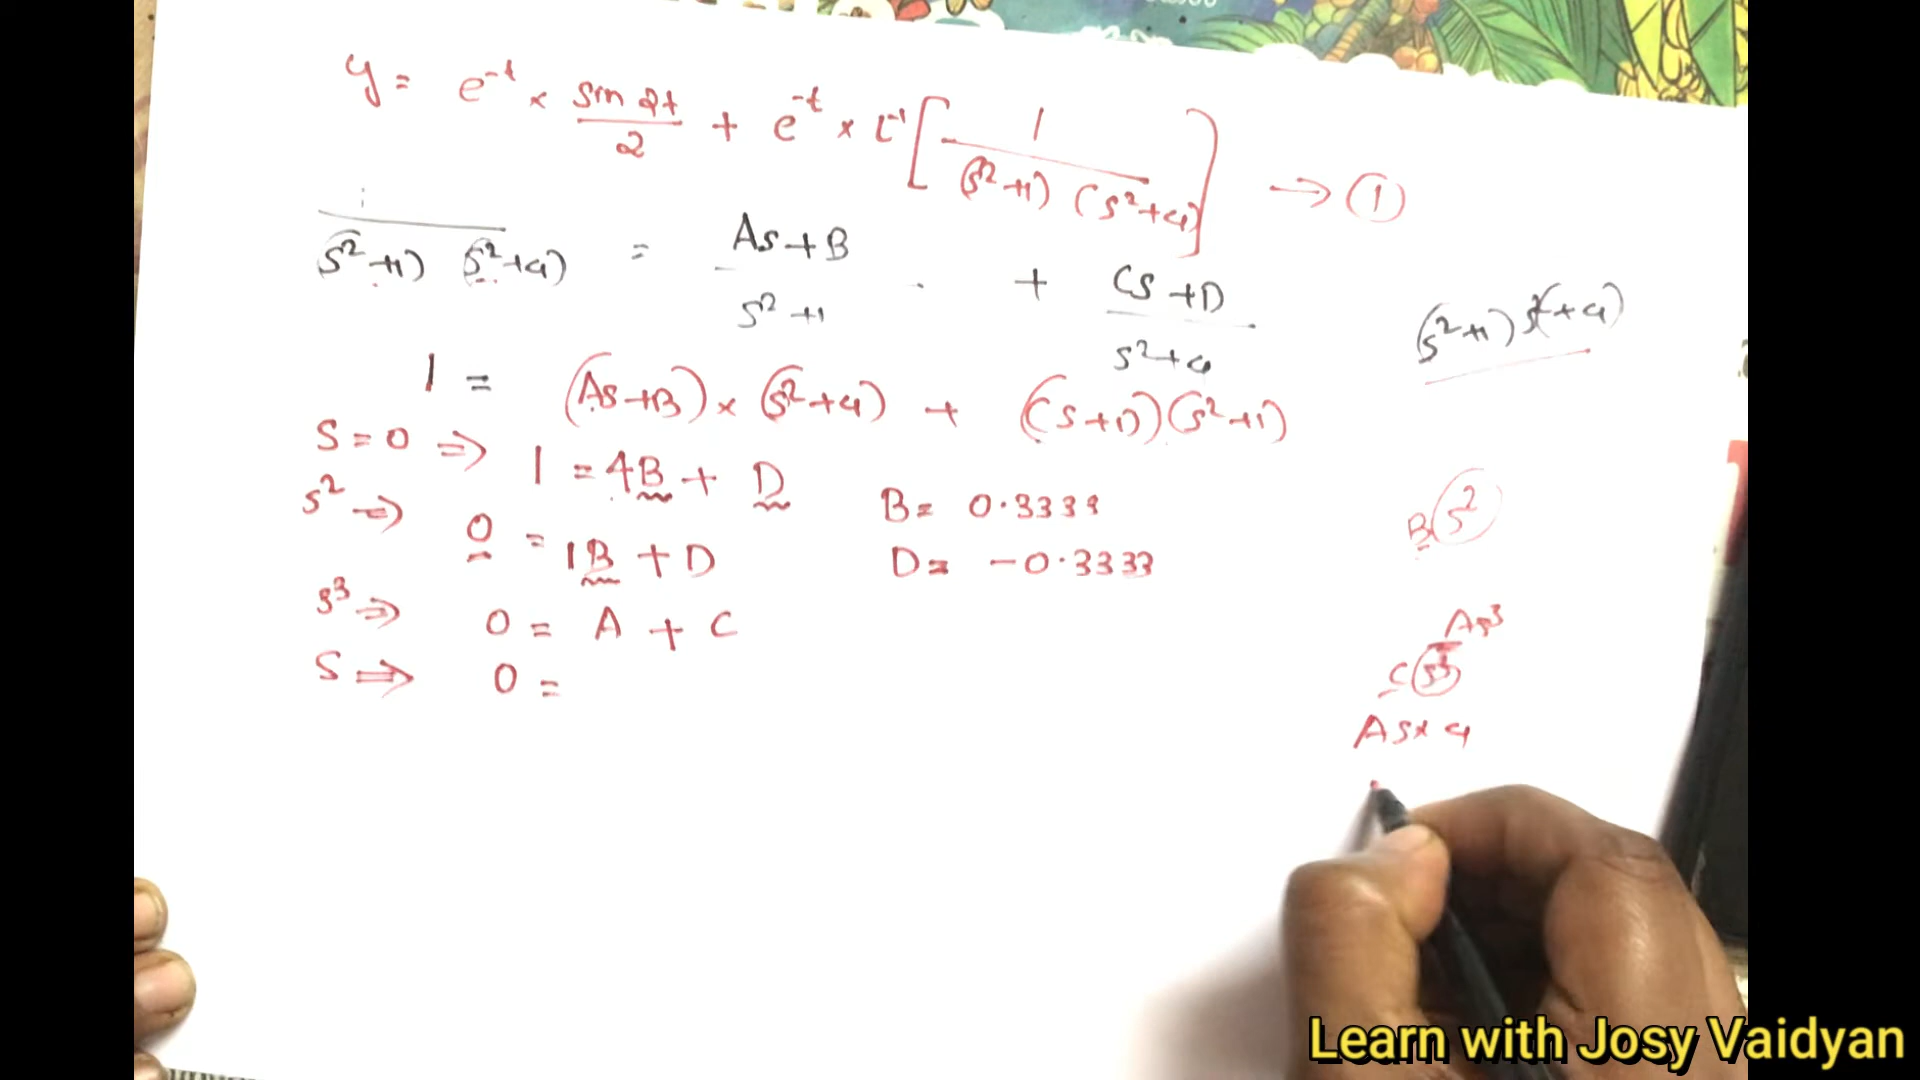 y = e^-t × sin 2t / 2 + e^-t × L^-1 [ 1 / (s²+1) (s²+4) ] → ①
1 / (s²+1) (s²+4) = As+B / s²+1 + Cs+D / s²+4
(s²+1) (s²+4)
1 = (As+B) × (s²+4) + (Cs+D)(s²+1)
S=0 ⇒ 1 = 4B + D
s² ⇒ 0 = 1B + D
B = 0.3333
D = -0.3333
B s²
s³ ⇒ 0 = A + C
As³
C s³
S ⇒ 0 =
As × 4
Learn with Josy Vaidyan